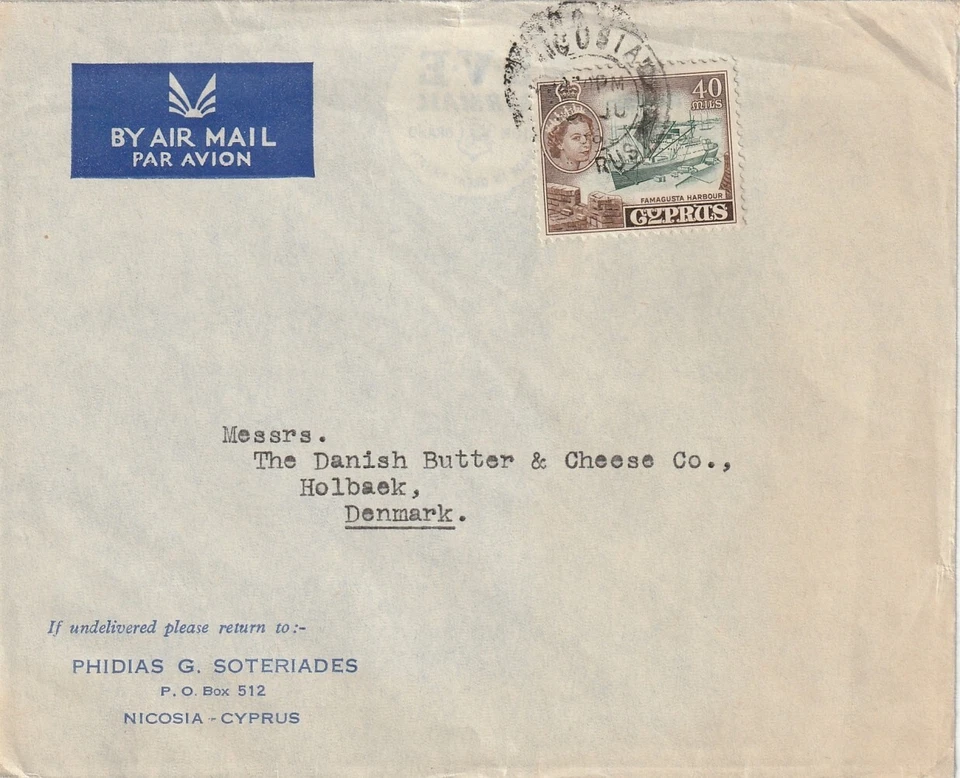 BY AIR MAIL
PAR AVION
40
MILS
FAMAGUSTA HARBOUR
CYPRUS
Messrs.
The Danish Butter & Cheese Co.,
Holbaek,
Denmark.
If undelivered please return to:-
PHIDIAS G. SOTERIADES
P. O. Box 512
NICOSIA - CYPRUS